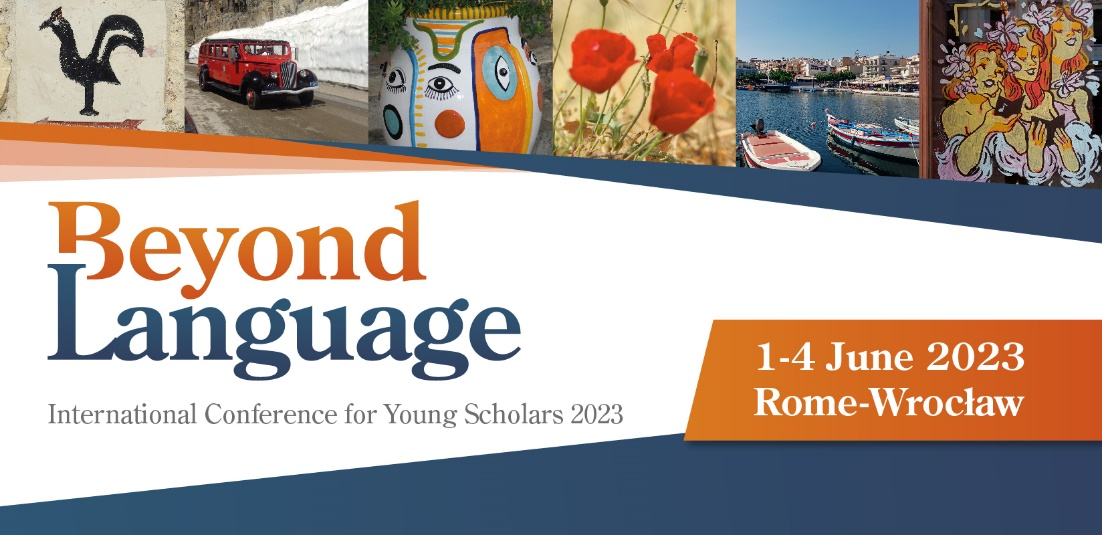 Beyond
Language
International Conference for Young Scholars 2023
1-4 June 2023
Rome-Wrocław